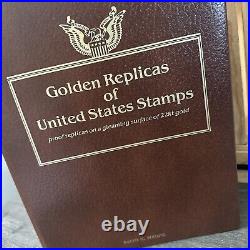 Golden Replicas
of
United States Stamps
proof replicas on a gleaming surface of 22kt gold